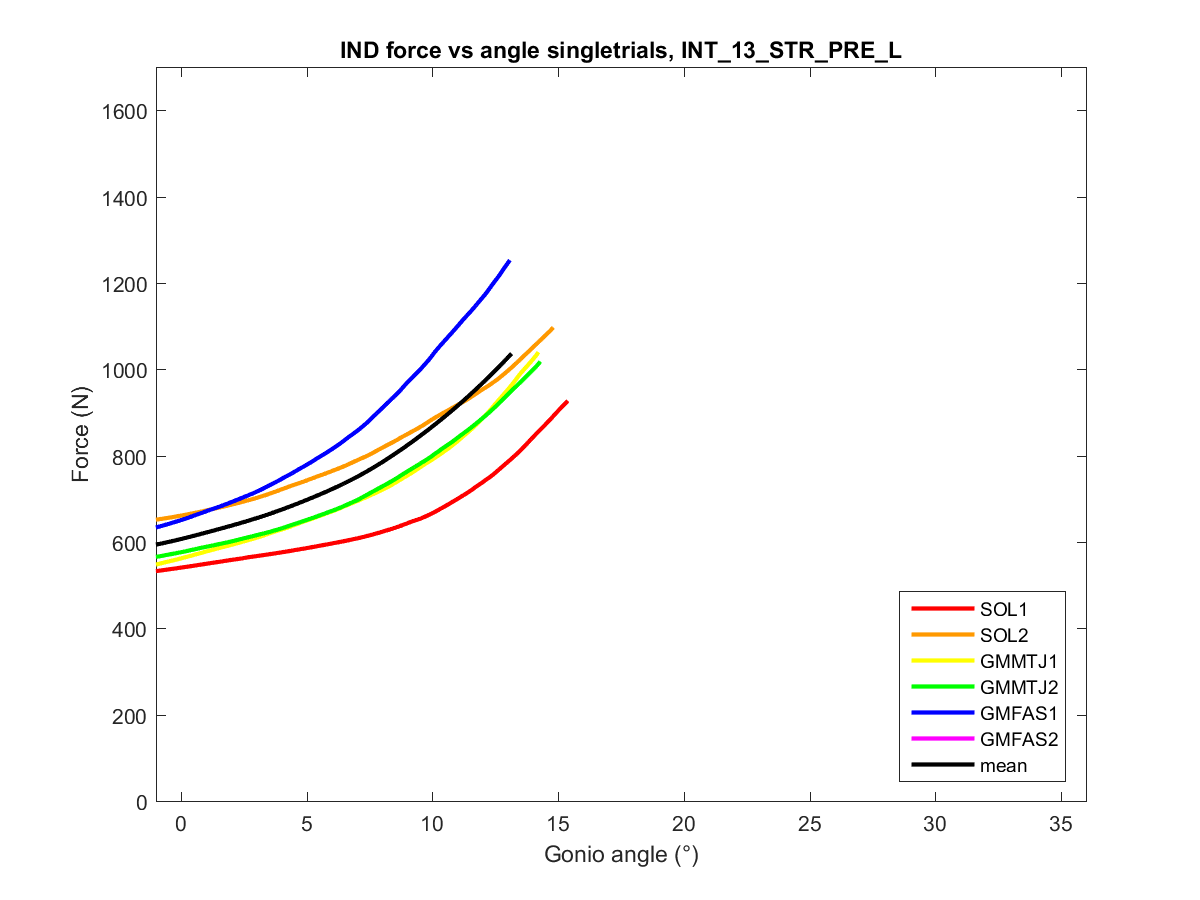 IND force vs angle singletrials, INT_13_STR_PRE_L
1600
1400
1200
1000
800
600
400
200
0
Force (N)
SOL1
SOL2
GMMTJ1
GMMTJ2
GMFAS1
GMFAS2
mean
0 5 10 15 20 25 30 35
Gonio angle (°)